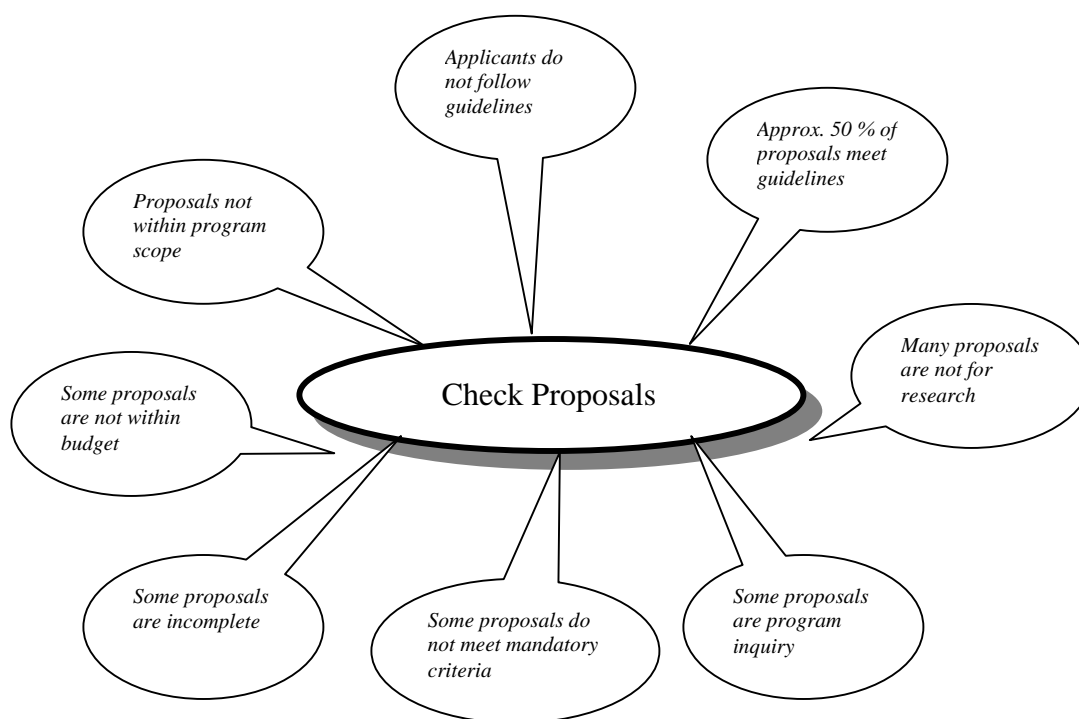 Applicants do
not follow
guidelines
Approx. 50 % of
proposals meet
guidelines
Proposals not
within program
scope
Many proposals
are not for
research
Check Proposals
Some proposals
are not within
budget
Some proposals
are incomplete
Some proposals do
not meet mandatory
criteria
Some proposals
are program
inquiry